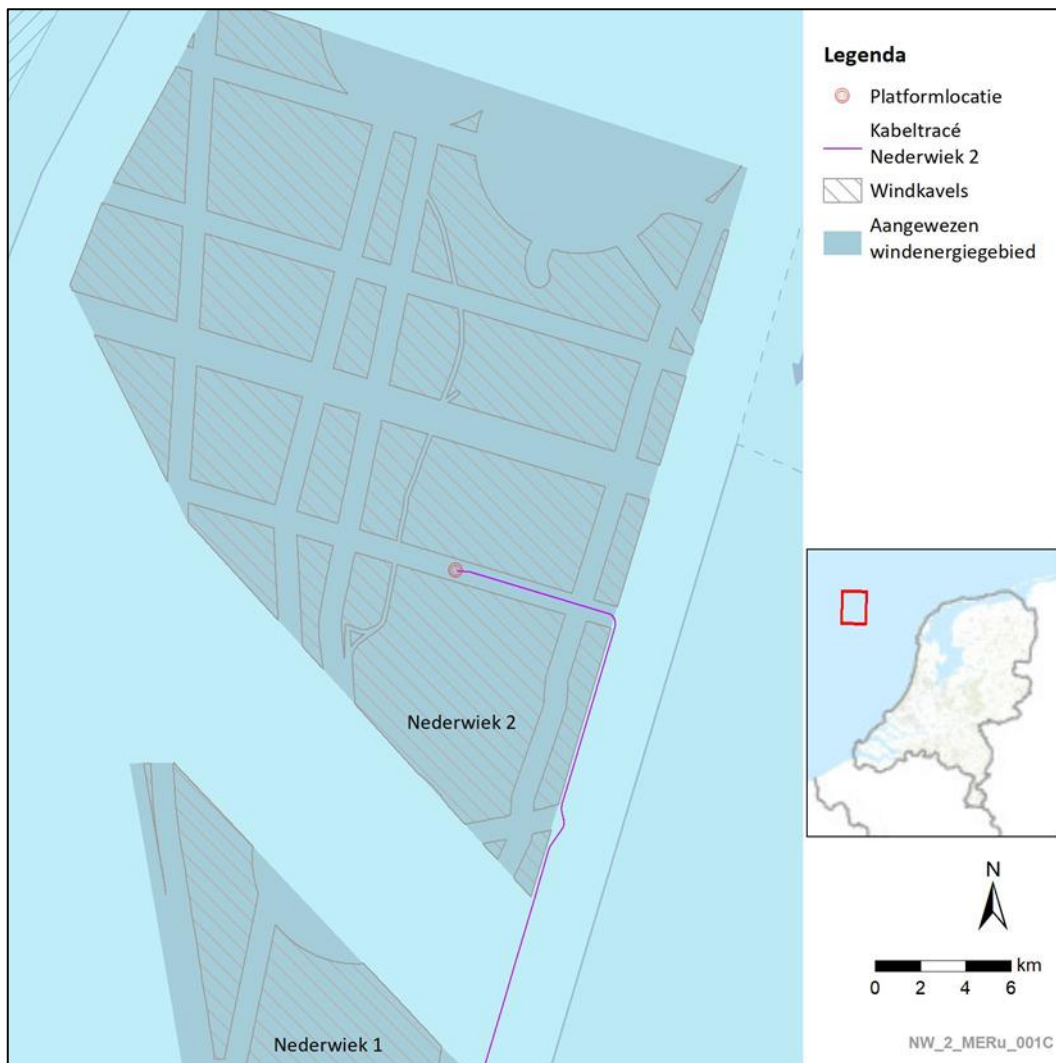 Legenda
Platformlocatie
Kabeltracé
Nederwiek 2
Windkavels
Aangewezen
windenergiegebied
Nederwiek 2
Nederwiek 1
N
km
0 2 4 6
NW_2_MERu_001C